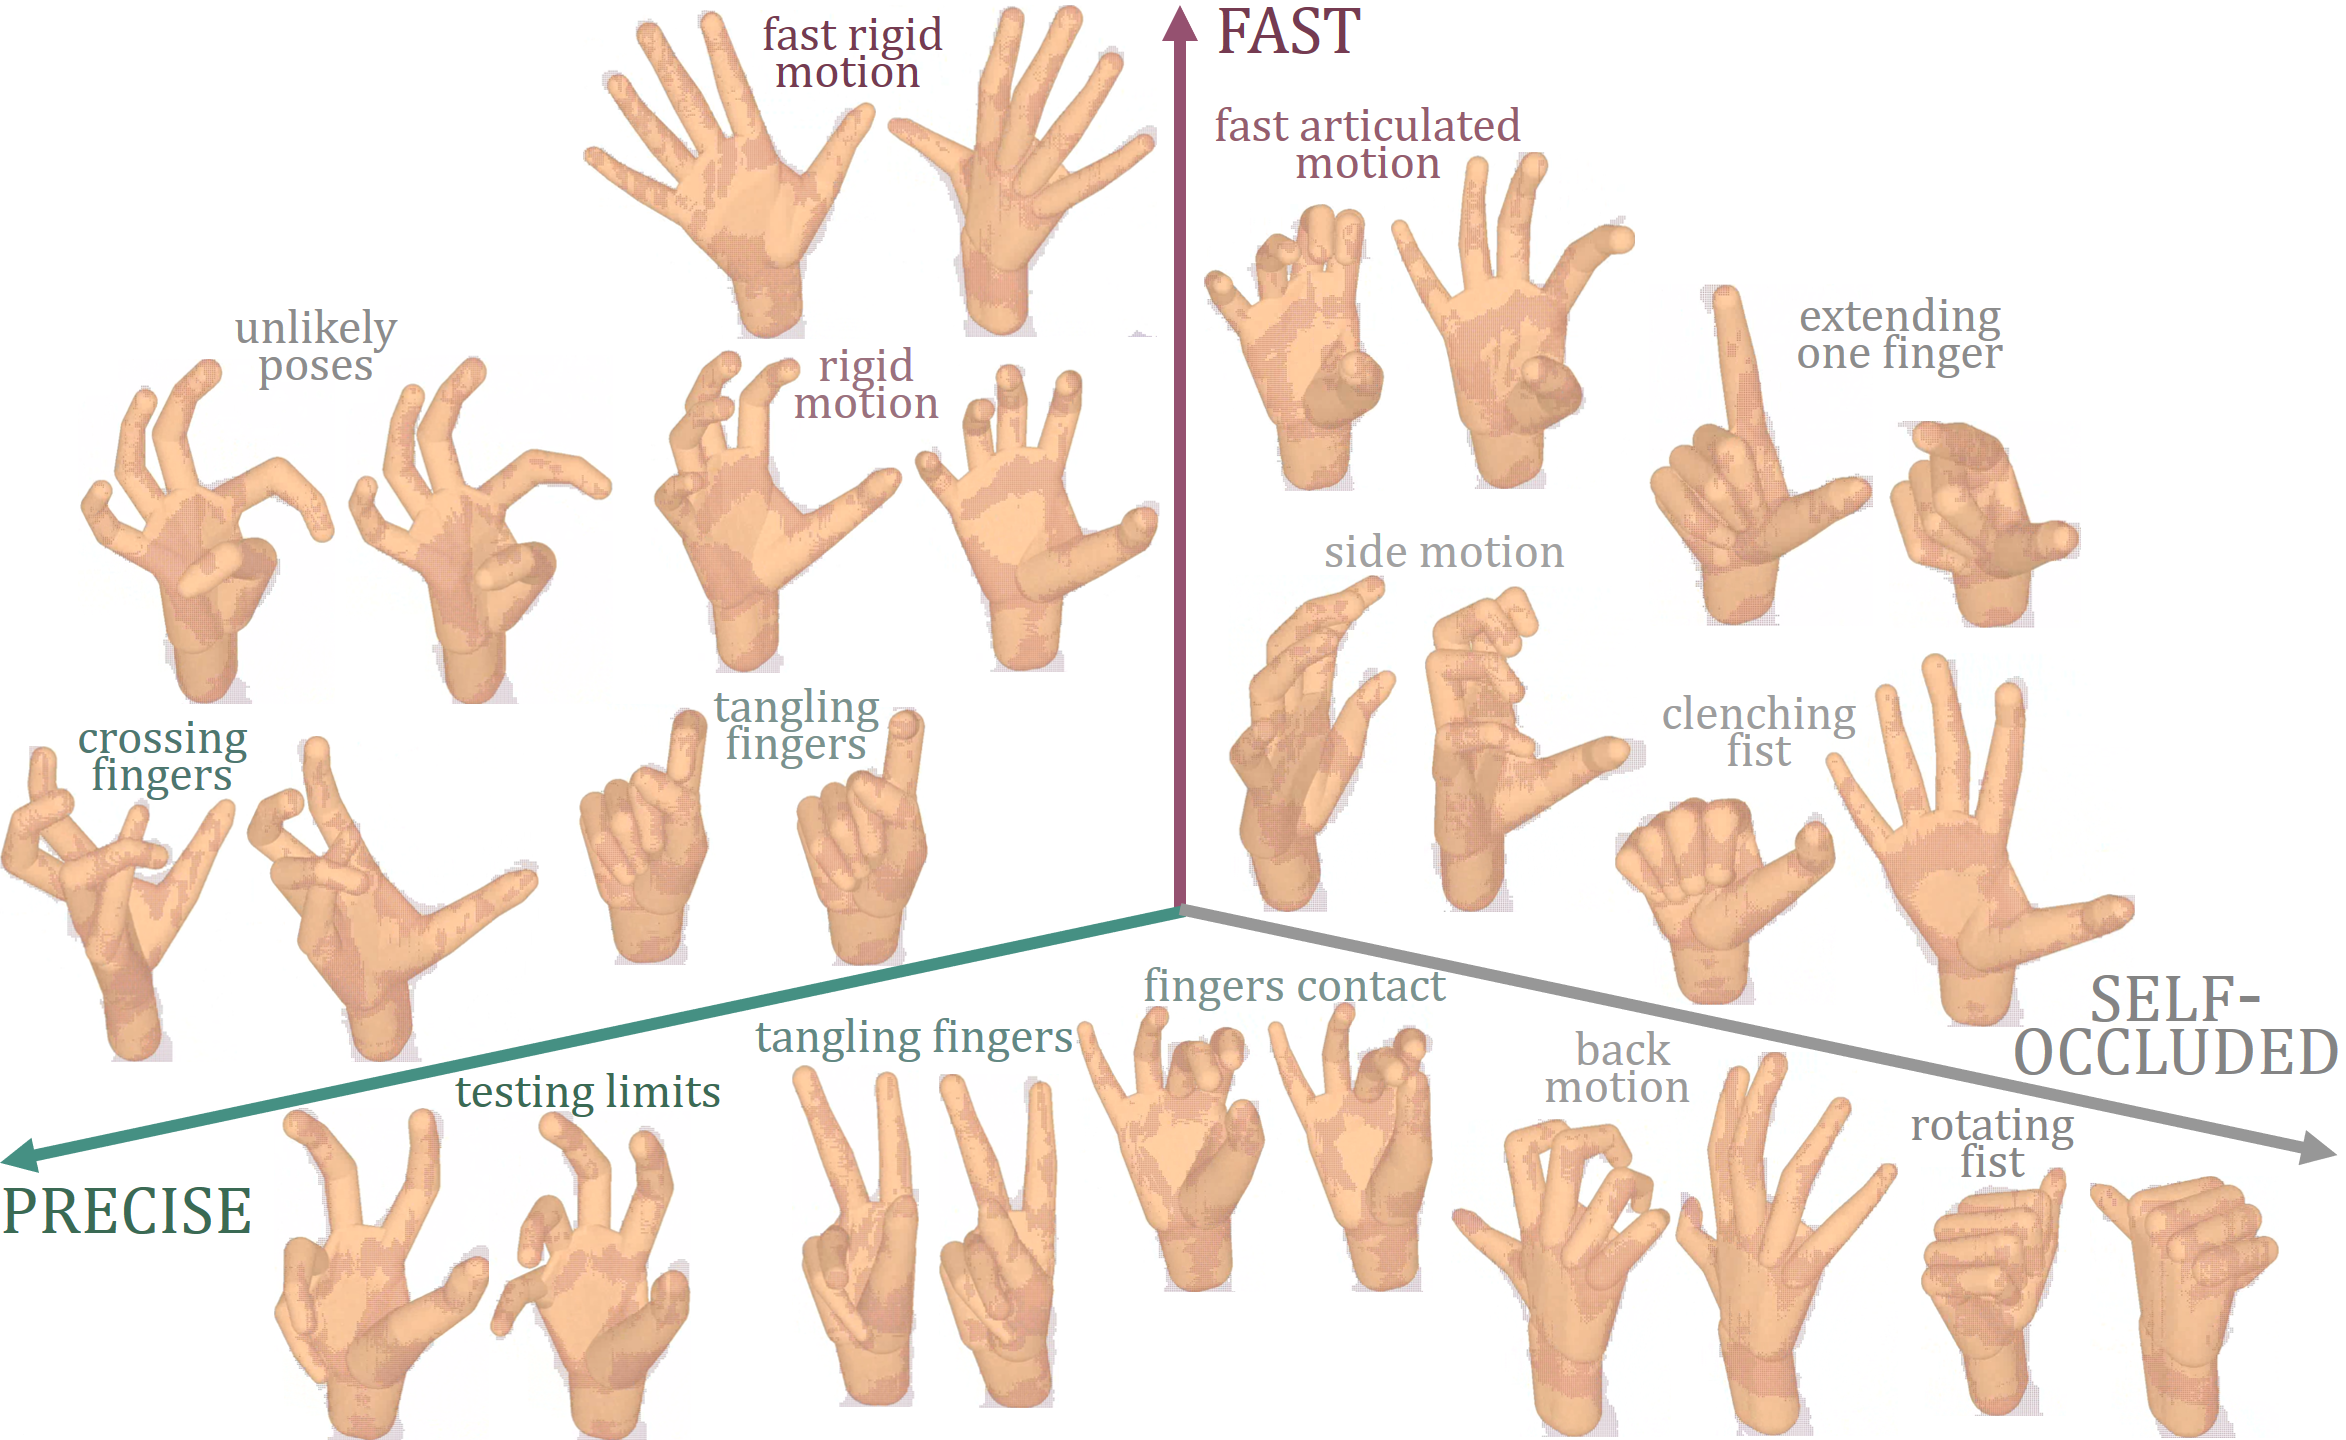 FAST
fast rigid
motion
fast articulated
motion
unlikely
poses
rigid
motion
extending
one finger
side motion
crossing
fingers
tangling
fingers
clenching
fist
SELF-
OCCLUDED
fingers contact
tangling fingers
testing limits
back
motion
rotating
fist
PRECISE